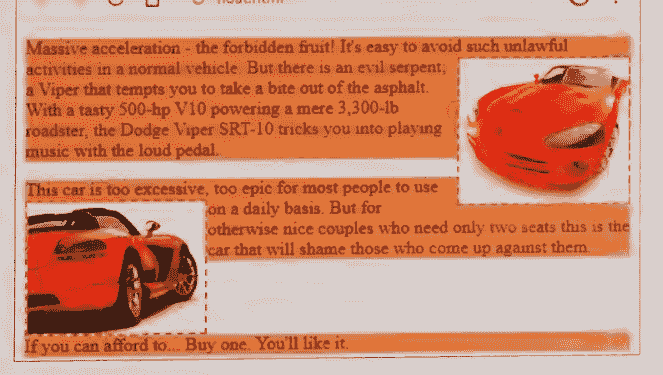 Massive acceleration - the forbidden fruit! It's easy to avoid such unlawful
activities in a normal vehicle. But there is an evil serpent,
a Viper that tempts you to take a bite out of the asphalt.
With a tasty 500-hp V10 powering a mere 3,300-lb
roadster, the Dodge Viper SRT-10 tricks you into playing
music with the loud pedal.
This car is too excessive, too epic for most people to use
on a daily basis. But for
otherwise nice couples who need only two seats this is the
car that will shame those who come up against them.
If you can afford to... Buy one. You'll like it.